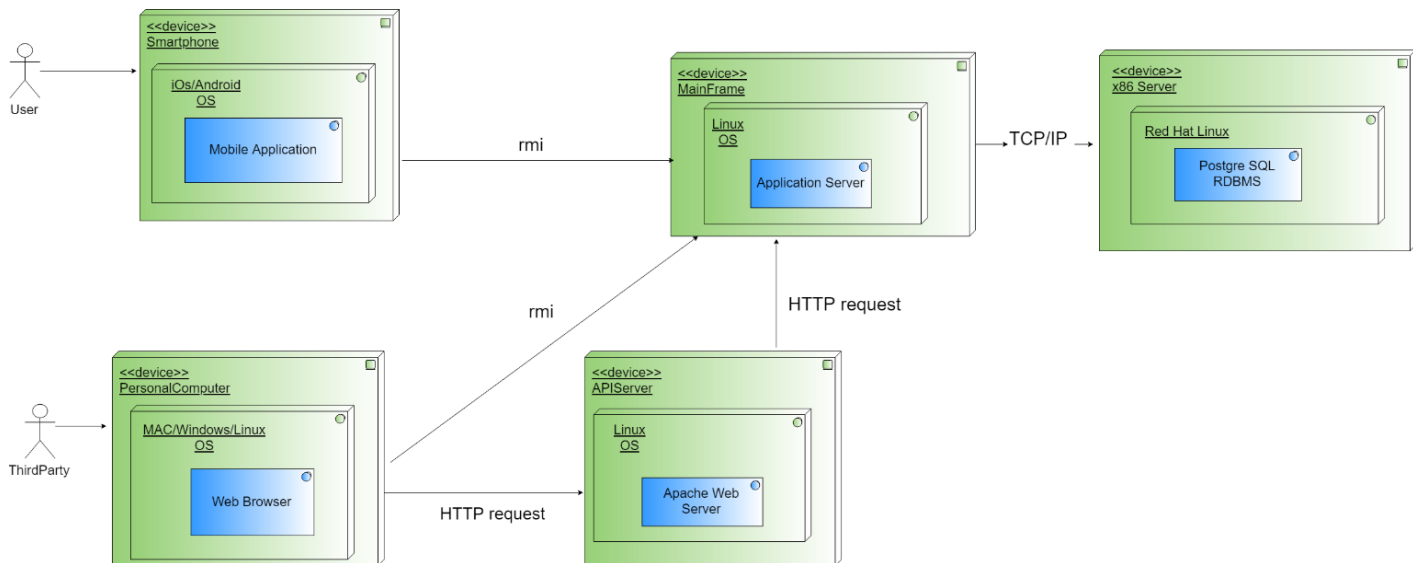 <<device>>
Smartphone
iOs/Android
OS
Mobile Application
User
rmi
<<device>>
MainFrame
Linux
OS
Application Server
TCP/IP
<<device>>
x86 Server
Red Hat Linux
Postgre SQL
RDBMS
rmi
HTTP request
<<device>>
PersonalComputer
MAC/Windows/Linux
OS
Web Browser
ThirdParty
HTTP request
<<device>>
APIServer
Linux
OS
Apache Web
Server